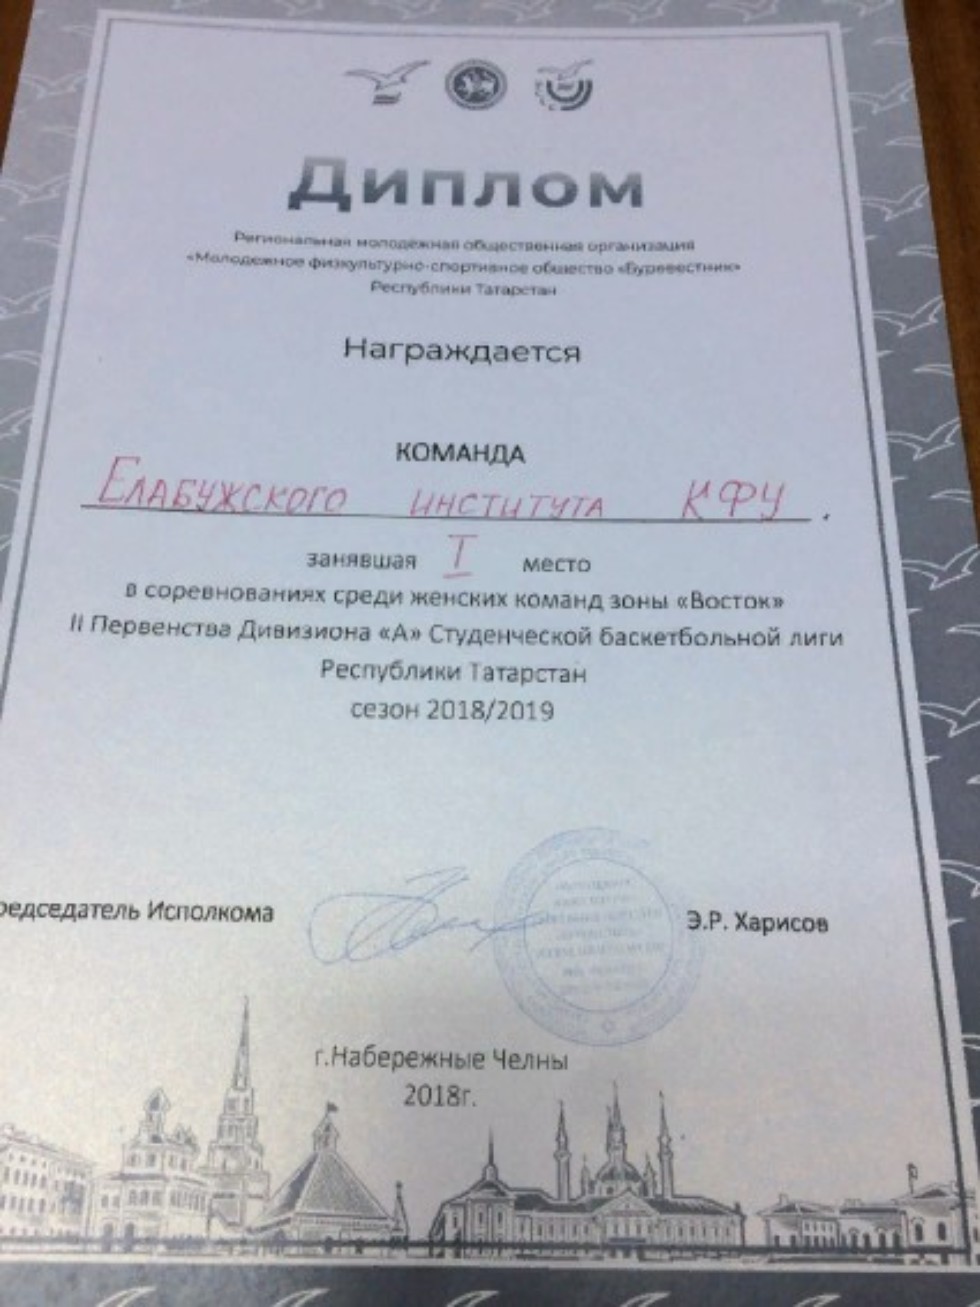 Диплом
Региональная молодежная общественная организация
«Молодежное физкультурно-спортивное общество «Буревестник»
Республики Татарстан
Награждается
КОМАНДА
Елабужского института КФУ.
занявшая I место
в соревнованиях среди женских команд зоны «Восток»
II Первенства Дивизиона «А» Студенческой баскетбольной лиги
Республики Татарстан
сезон 2018/2019
редседатель Исполкома Э.Р. Харисов
г.Набережные Челны
2018г.